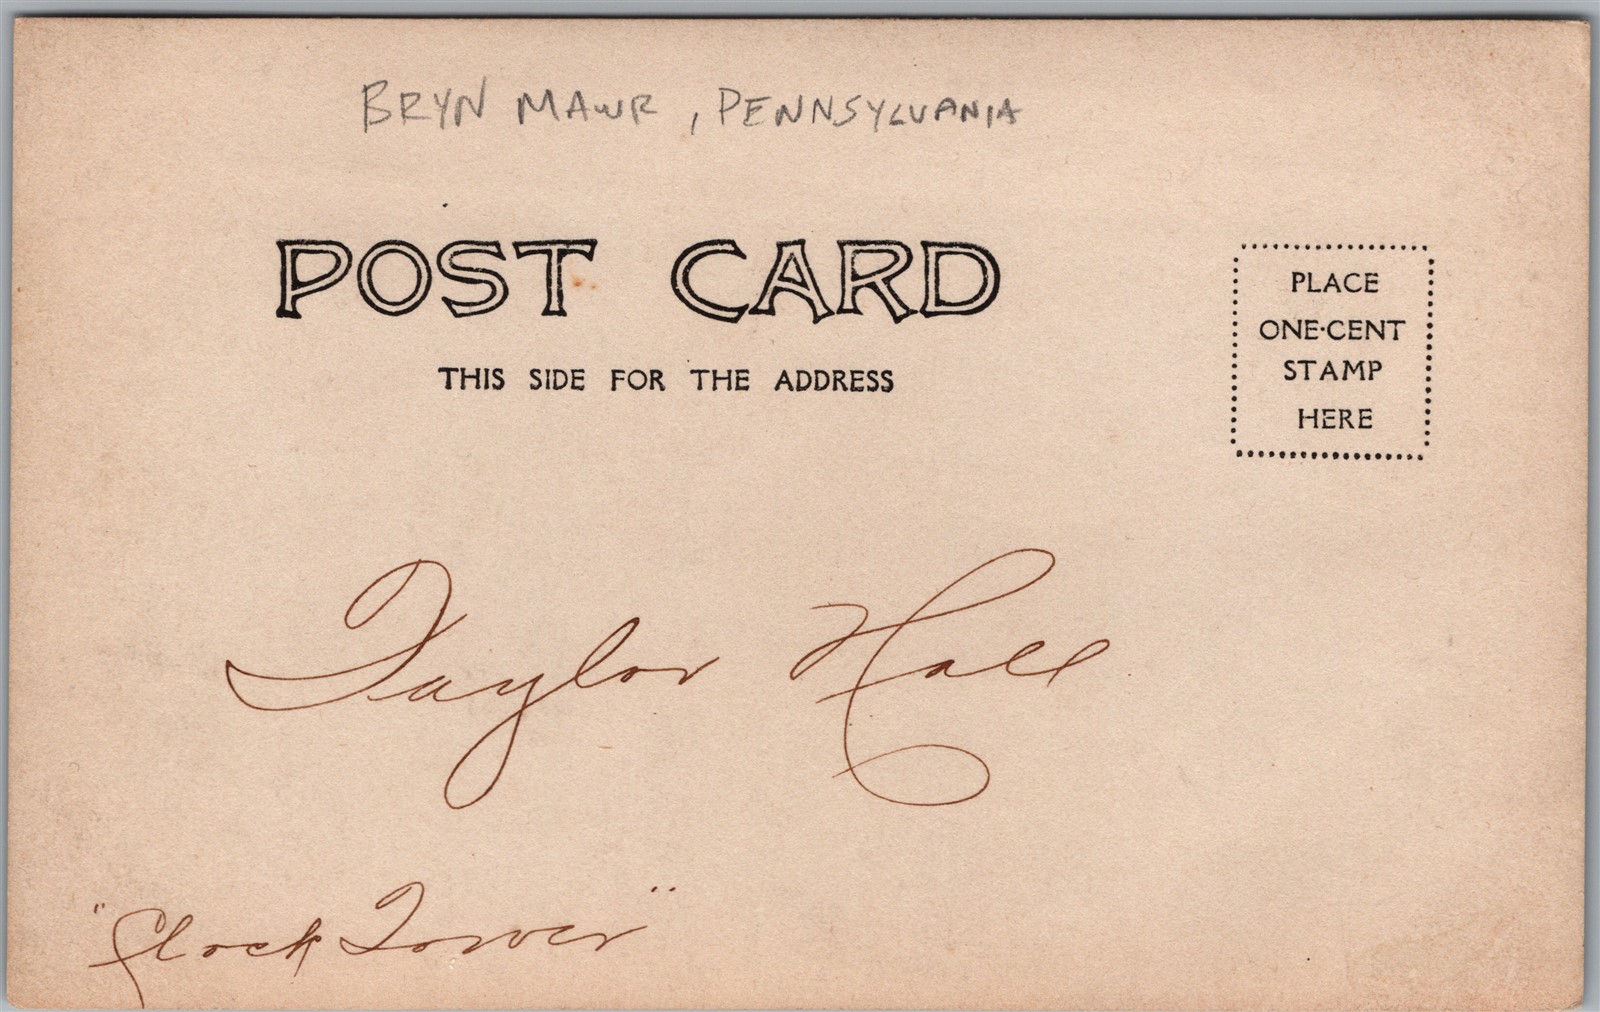 BRYN MAWR, PENNSYLVANIA
POST CARD
THIS SIDE FOR THE ADDRESS
PLACE
ONE·CENT
STAMP
HERE
Taylor Hall
"Clock Tower"